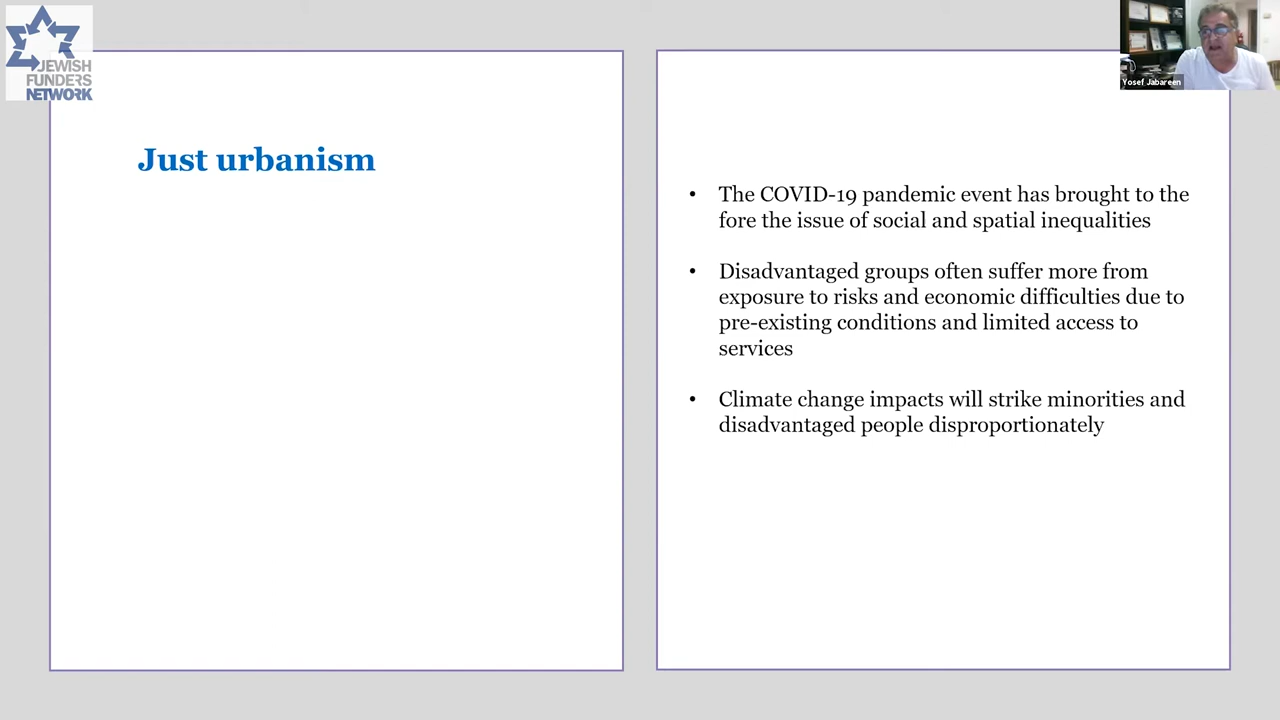 JEWISH
FUNDERS
NETWORK
Yosef Jabareen
Just urbanism
• The COVID-19 pandemic event has brought to the
fore the issue of social and spatial inequalities
• Disadvantaged groups often suffer more from
exposure to risks and economic difficulties due to
pre-existing conditions and limited access to
services
• Climate change impacts will strike minorities and
disadvantaged people disproportionately